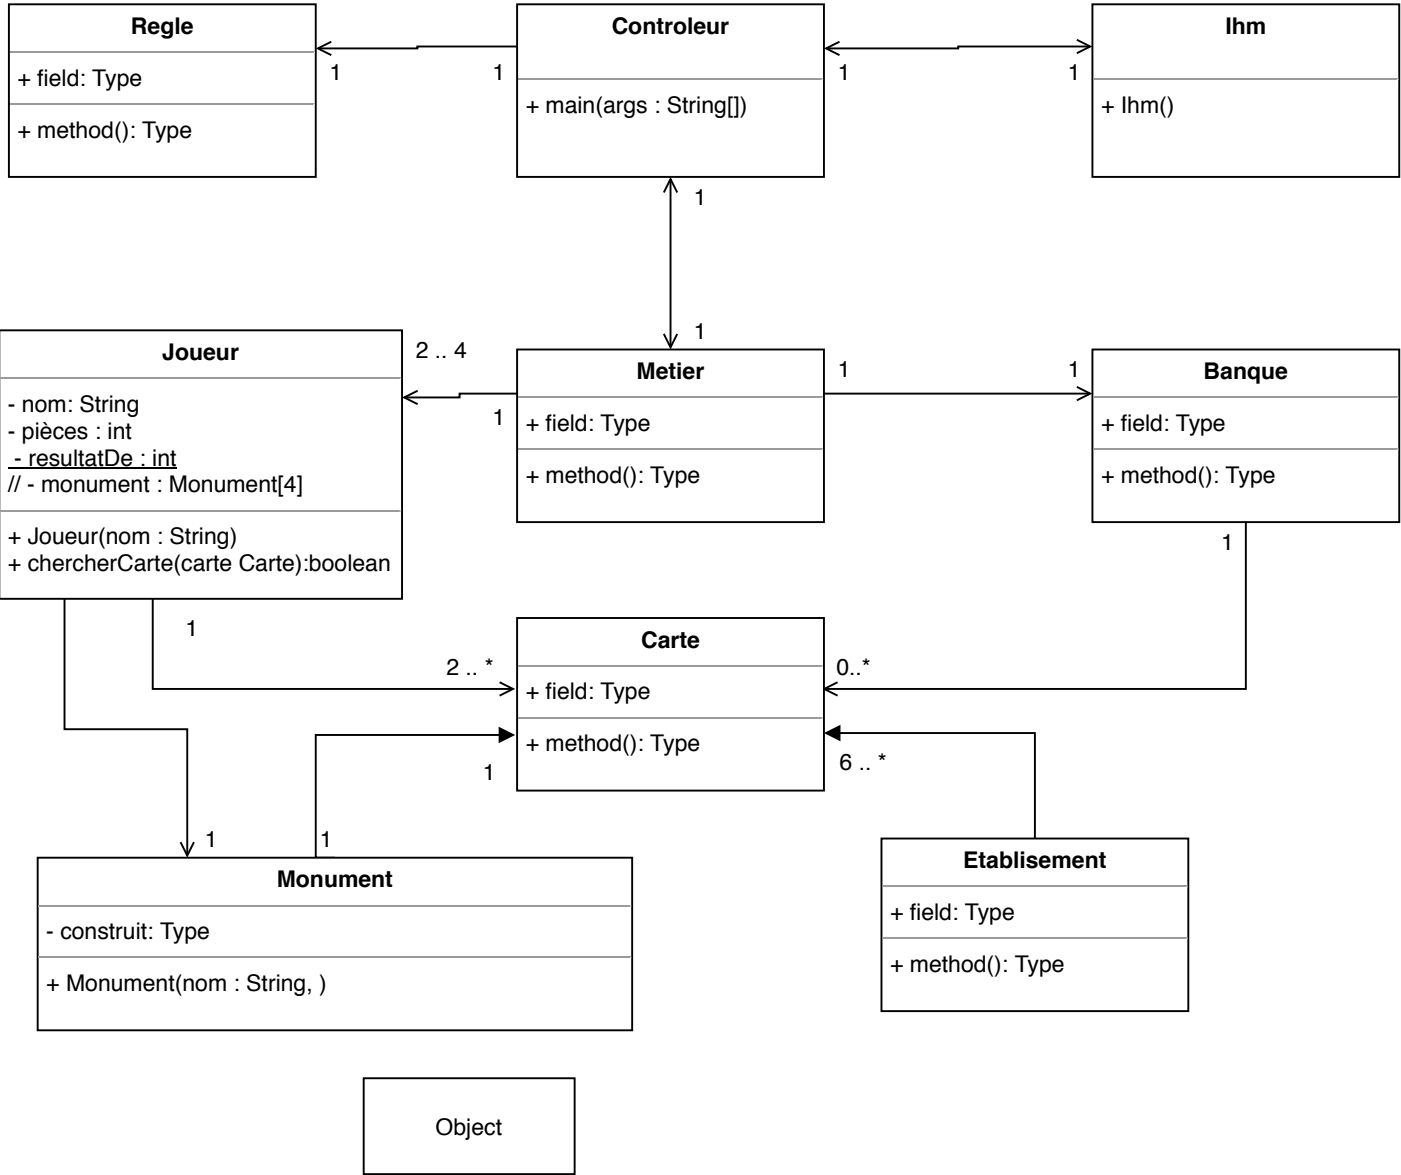 Regle
+ field: Type
+ method(): Type
1
1
Controleur
+ main(args : String[])
1
1
Ihm
+ Ihm()
1
1
Joueur
- nom: String
- pièces : int
- resultatDe : int
// - monument : Monument[4]
+ Joueur(nom : String)
+ chercherCarte(carte Carte):boolean
2 .. 4
1
Metier
+ field: Type
+ method(): Type
1
1
Banque
+ field: Type
+ method(): Type
1
1
2 .. *
Carte
+ field: Type
+ method(): Type
0..*
1
6 .. *
1
1
Monument
- construit: Type
+ Monument(nom : String, )
Etablisement
+ field: Type
+ method(): Type
Object